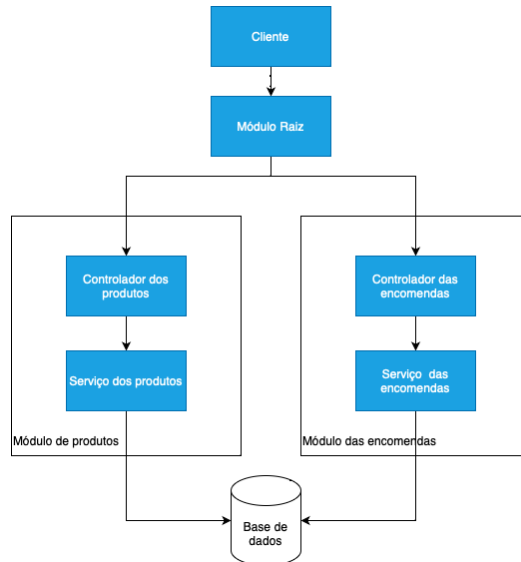 Cliente
Módulo Raiz
Controlador dos
produtos
Controlador das
encomendas
Serviço dos produtos
Serviço  das
encomendas
Módulo de produtos
Módulo das encomendas
Base de
dados